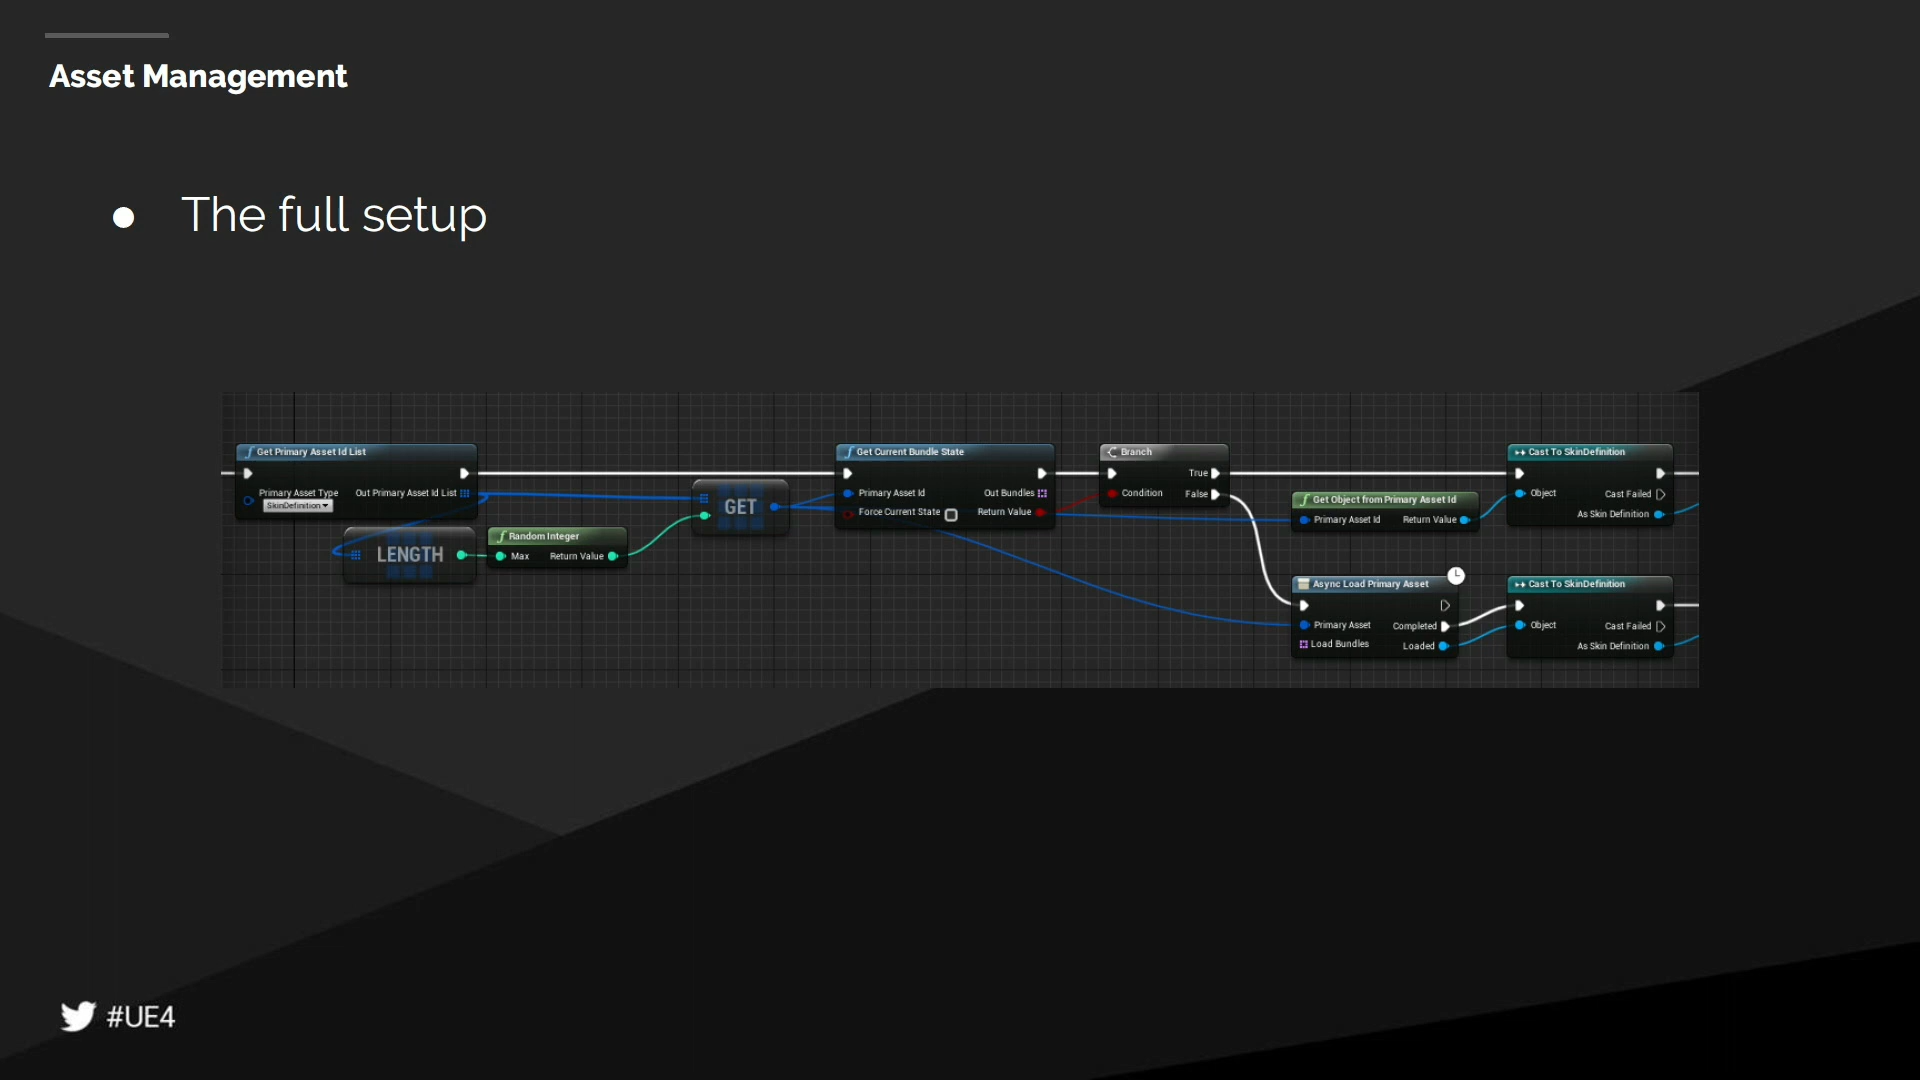 Asset Management
● The full setup
Get Primary Asset Id List
Primary Asset Type
SkinDefinition
Out Primary Asset Id List
LENGTH
Random Integer
Max
Return Value
GET
Get Current Bundle State
Primary Asset Id
Out Bundles
Force Current State
Return Value
Branch
True
Condition
False
Get Object from Primary Asset Id
Primary Asset Id
Return Value
Cast To SkinDefinition
Object
Cast Failed
As Skin Definition
Async Load Primary Asset
Primary Asset
Completed
Load Bundles
Loaded
Cast To SkinDefinition
Object
Cast Failed
As Skin Definition
#UE4